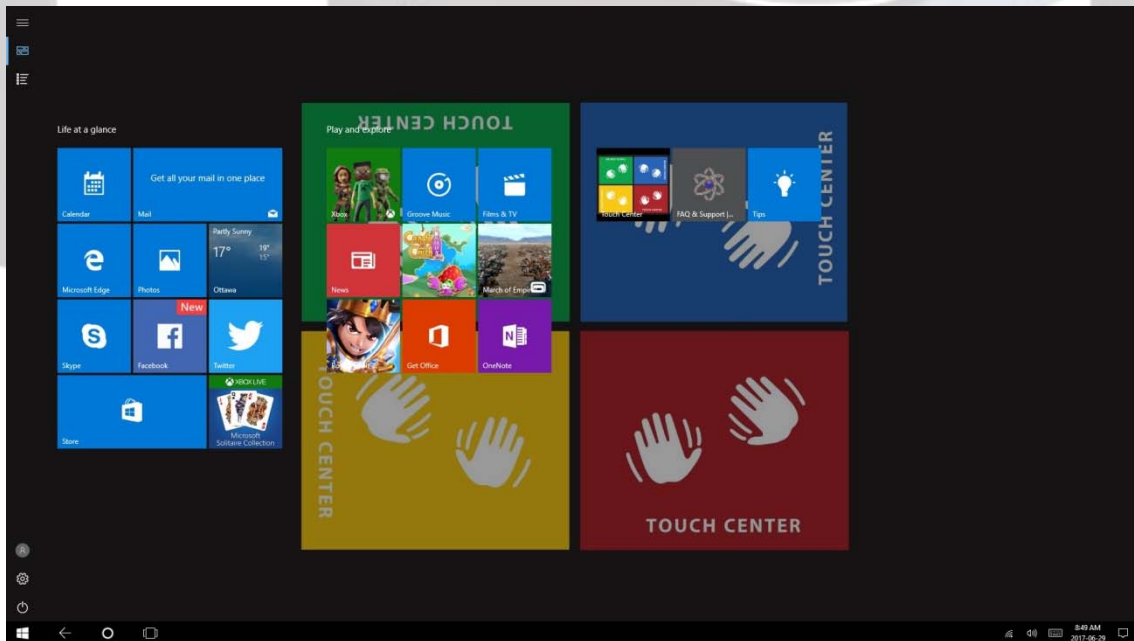 Life at a glance
Calendar
Get all your mail in one place
Mail
Microsoft Edge
Photos
Partly Sunny
17°
19°
15°
Ottawa
Skype
New
Facebook
Twitter
Store
XBOX LIVE
Microsoft
Solitaire Collection
TOUCH CENTER
Play and explore
Xbox
Groove Music
Films & TV
News
Candy
Crush
March of Empi
Get Office
N
OneNote
Touch Center
FAQ & Support |...
Tips
TOUCH CENTER
TOUCH CENTER
TOUCH CENTER
8:49 AM
2017-06-29